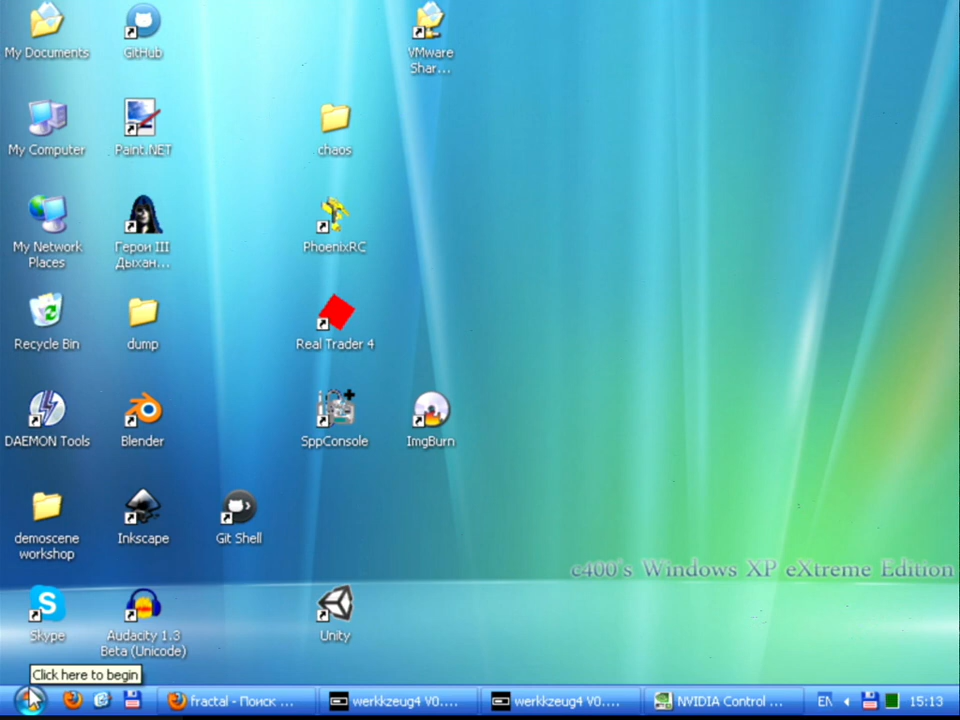 My Documents
GitHub
VMware
Shar...
My Computer
Paint.NET
chaos
My Network
Places
Герои III
Дыхан...
PhoenixRC
Recycle Bin
dump
Real Trader 4
DAEMON Tools
Blender
SppConsole
ImgBurn
demoscene
workshop
Inkscape
Git Shell
c400's Windows XP eXtreme Edition
Skype
Audacity 1.3
Beta (Unicode)
Unity
Click here to begin
fractal - Поиск ...
werkkzeug4 V0....
werkkzeug4 V0....
NVIDIA Control ...
EN
15:13